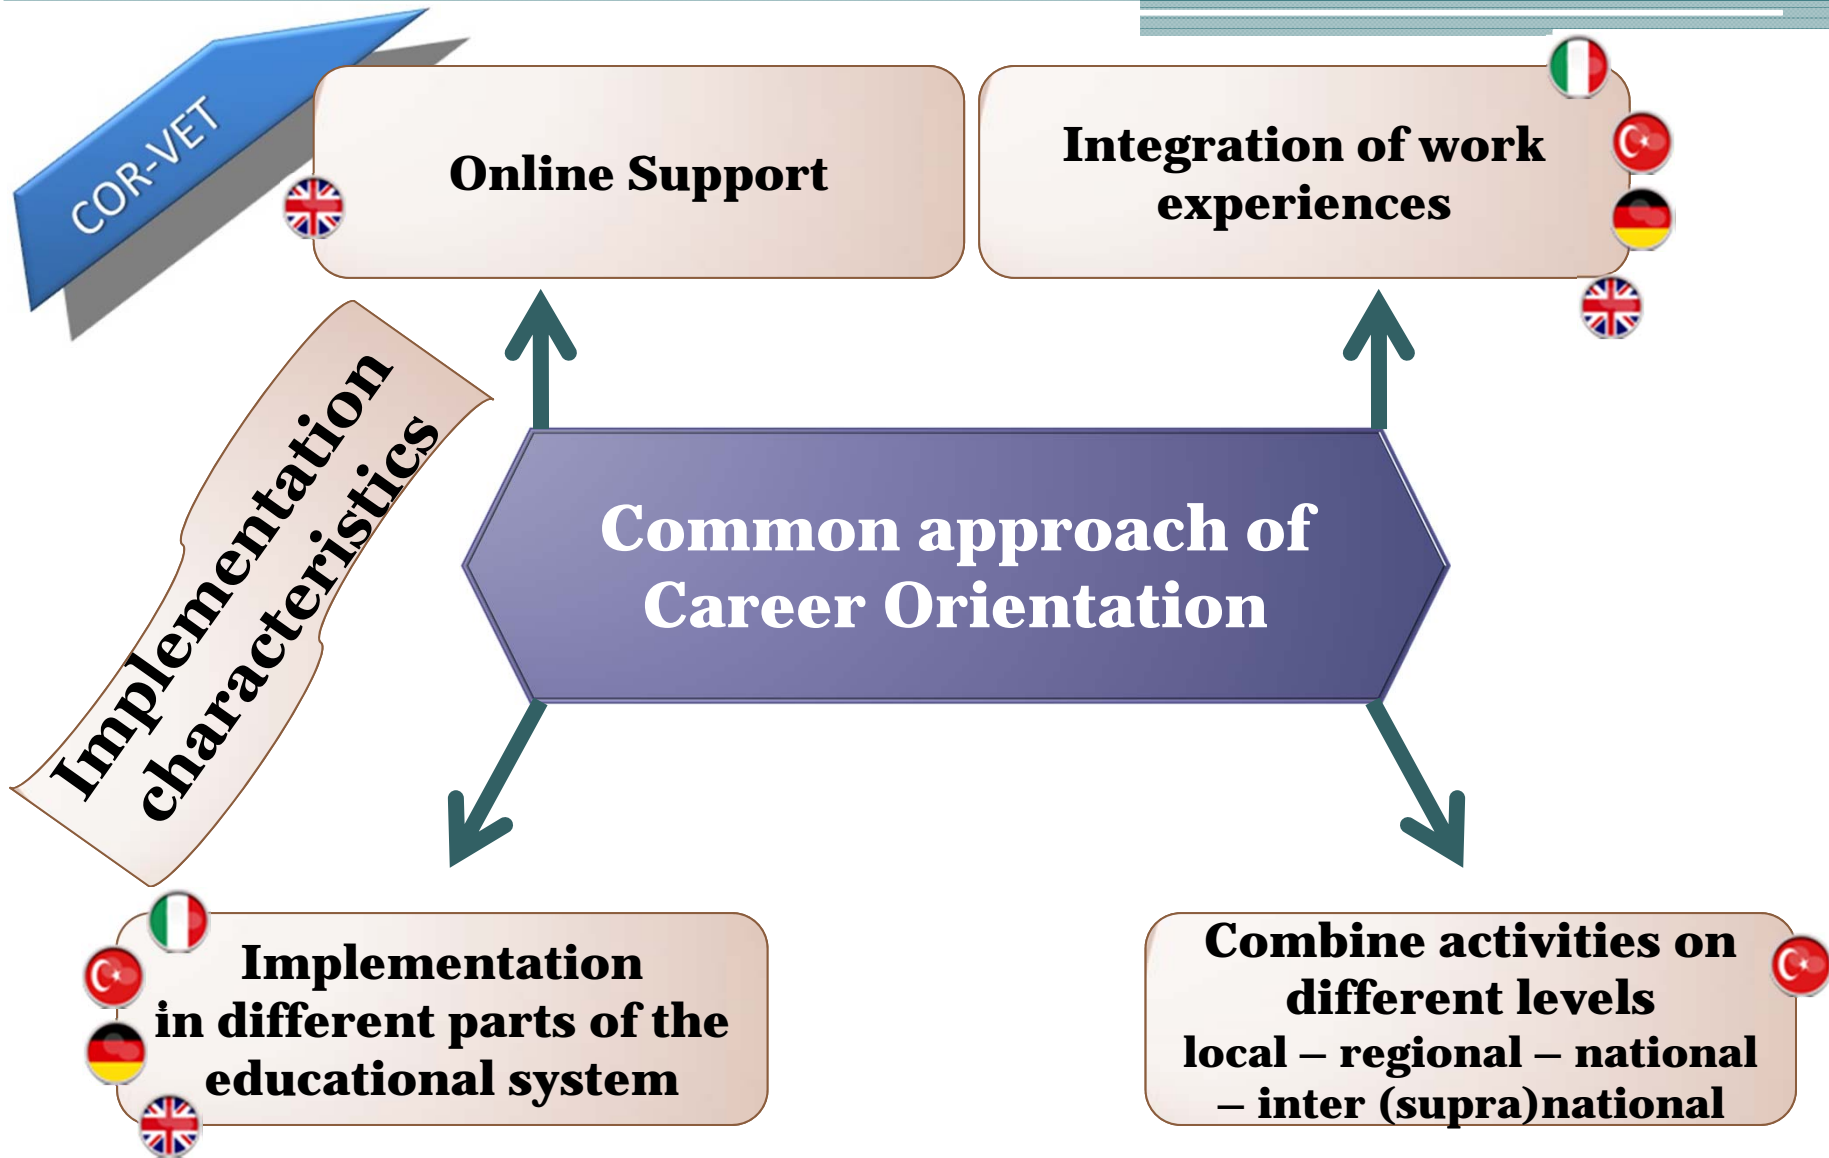 COR-VET
Online Support
Integration of work
experiences
Implementation
characteristics
Common approach of
Career Orientation
Implementation
in different parts of the
educational system
Combine activities on
different levels
local – regional – national
– inter (supra)national